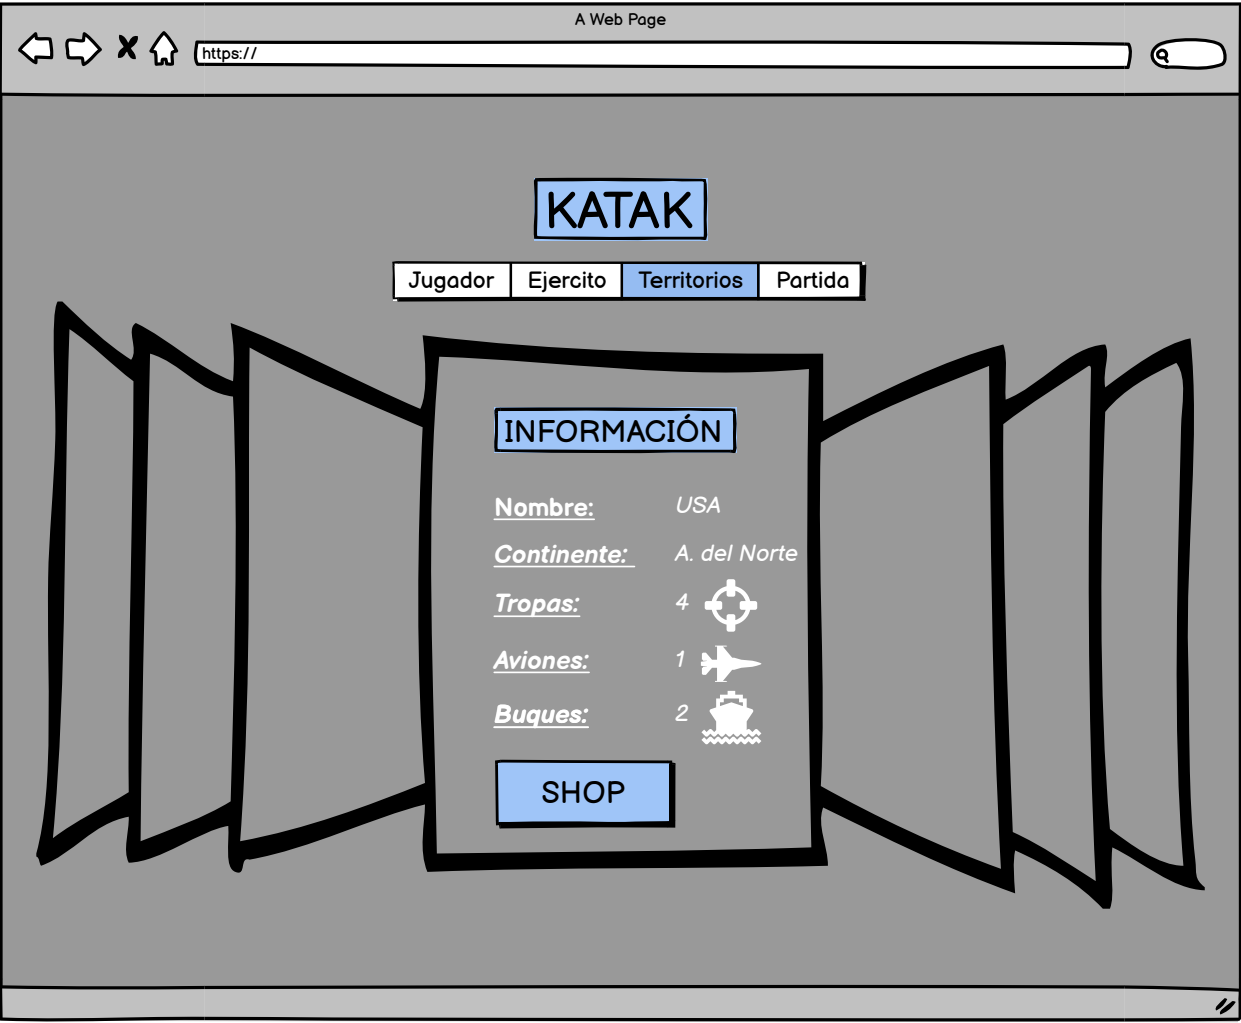 A Web Page
https://
KATAK
Jugador Ejercito Territorios Partida
INFORMACIÓN
Nombre: USA
Continente: A. del Norte
Tropas: 4
Aviones: 1
Buques: 2
SHOP